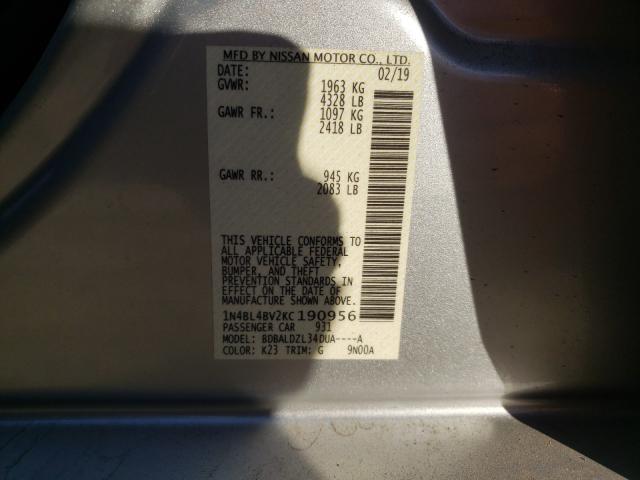 MFD BY NISSAN MOTOR CO., LTD.
DATE: 02/19
GVWR: 1963 KG
4328 LB
GAWR FR.: 1097 KG
2418 LB
GAWR RR.: 945 KG
2083 LB
THIS VEHICLE CONFORMS TO
ALL APPLICABLE FEDERAL
MOTOR VEHICLE SAFETY,
BUMPER, AND THEFT
PREVENTION STANDARDS IN
EFFECT ON THE DATE OF
MANUFACTURE SHOWN ABOVE.
1N4BL4BV2KC190956
PASSENGER CAR 931
MODEL: BDBALDZL34DUA----A
COLOR: K23 TRIM: G 9N00A